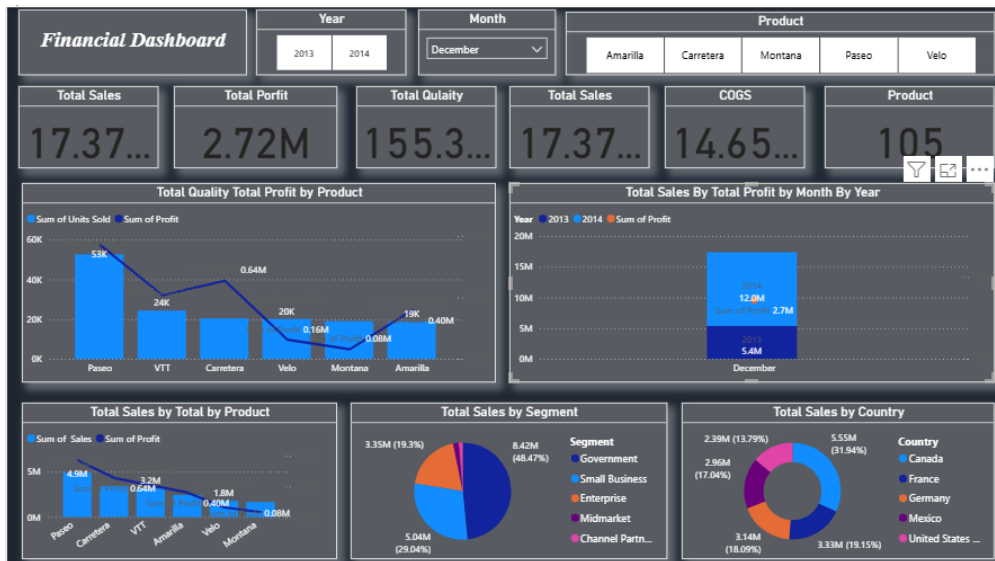 Financial Dashboard
Year
2013 2014
Month
December
Product
Amarilla Carretera Montana Paseo Velo
Total Sales
17.37...
Total Porfit
2.72M
Total Qulaity
155.3...
Total Sales
17.37...
COGS
14.65...
Product
105
Total Quality Total Profit by Product
Sum of Units Sold Sum of Profit
60K
40K
20K
0K
53K
24K
0.64M
20K
0.16M
0.08M
19K
0.40M
Paseo VTT Carretera Velo Montana Amarilla
Total Sales By Total Profit by Month By Year
Year 2013 2014 Sum of Profit
20M
15M
10M
5M
0M
2014
12.0M
Sum of Profit 2.7M
2013
5.4M
December
Total Sales by Total by Product
Sum of Sales Sum of Profit
5M
0M
4.9M
3.2M
0.64M
0.40M
1.8M
0.08M
Paseo Carretera VTT Amarilla Velo Montana
Total Sales by Segment
3.35M (19.3%)
8.42M
(48.47%)
5.04M
(29.04%)
Segment
Government
Small Business
Enterprise
Midmarket
Channel Partn...
Total Sales by Country
2.39M (13.79%)
5.55M
(31.94%)
2.96M
(17.04%)
3.14M
(18.09%)
3.33M (19.15%)
Country
Canada
France
Germany
Mexico
United States ...